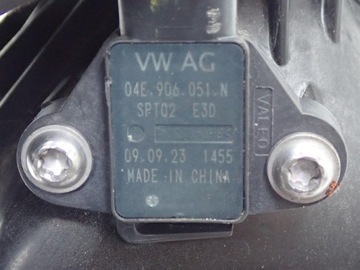 VW AG
04E.906.051.N
SPT02 E3D
09.09.23 1455
MADE-IN CHINA
VALEO